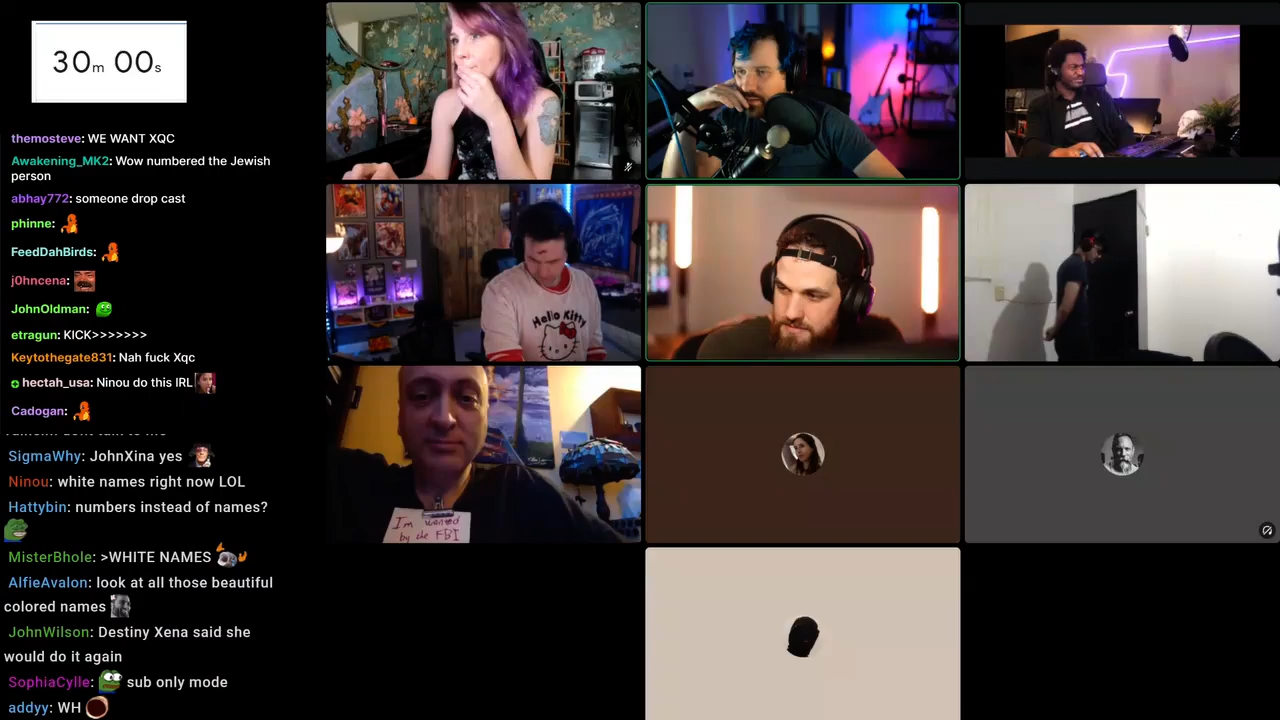 30m 00s
themosteve: WE WANT XQC
Awakening_MK2: Wow numbered the Jewish
person
abhay772: someone drop cast
phinne:
FeedDahBirds:
j0hncena:
JohnOldman:
etragun: KICK>>>>>>>
Keytothegate831: Nah fuck Xqc
hectah_usa: Ninou do this IRL
Cadogan:
SigmaWhy: JohnXina yes
Ninou: white names right now LOL
Hattybin: numbers instead of names?
MisterBhole: >WHITE NAMES
AlfieAvalon: look at all those beautiful
colored names
JohnWilson: Destiny Xena said she
would do it again
SophiaCylle: sub only mode
addyy: WH
Hello Kitty
I'm wanted
by the FBI